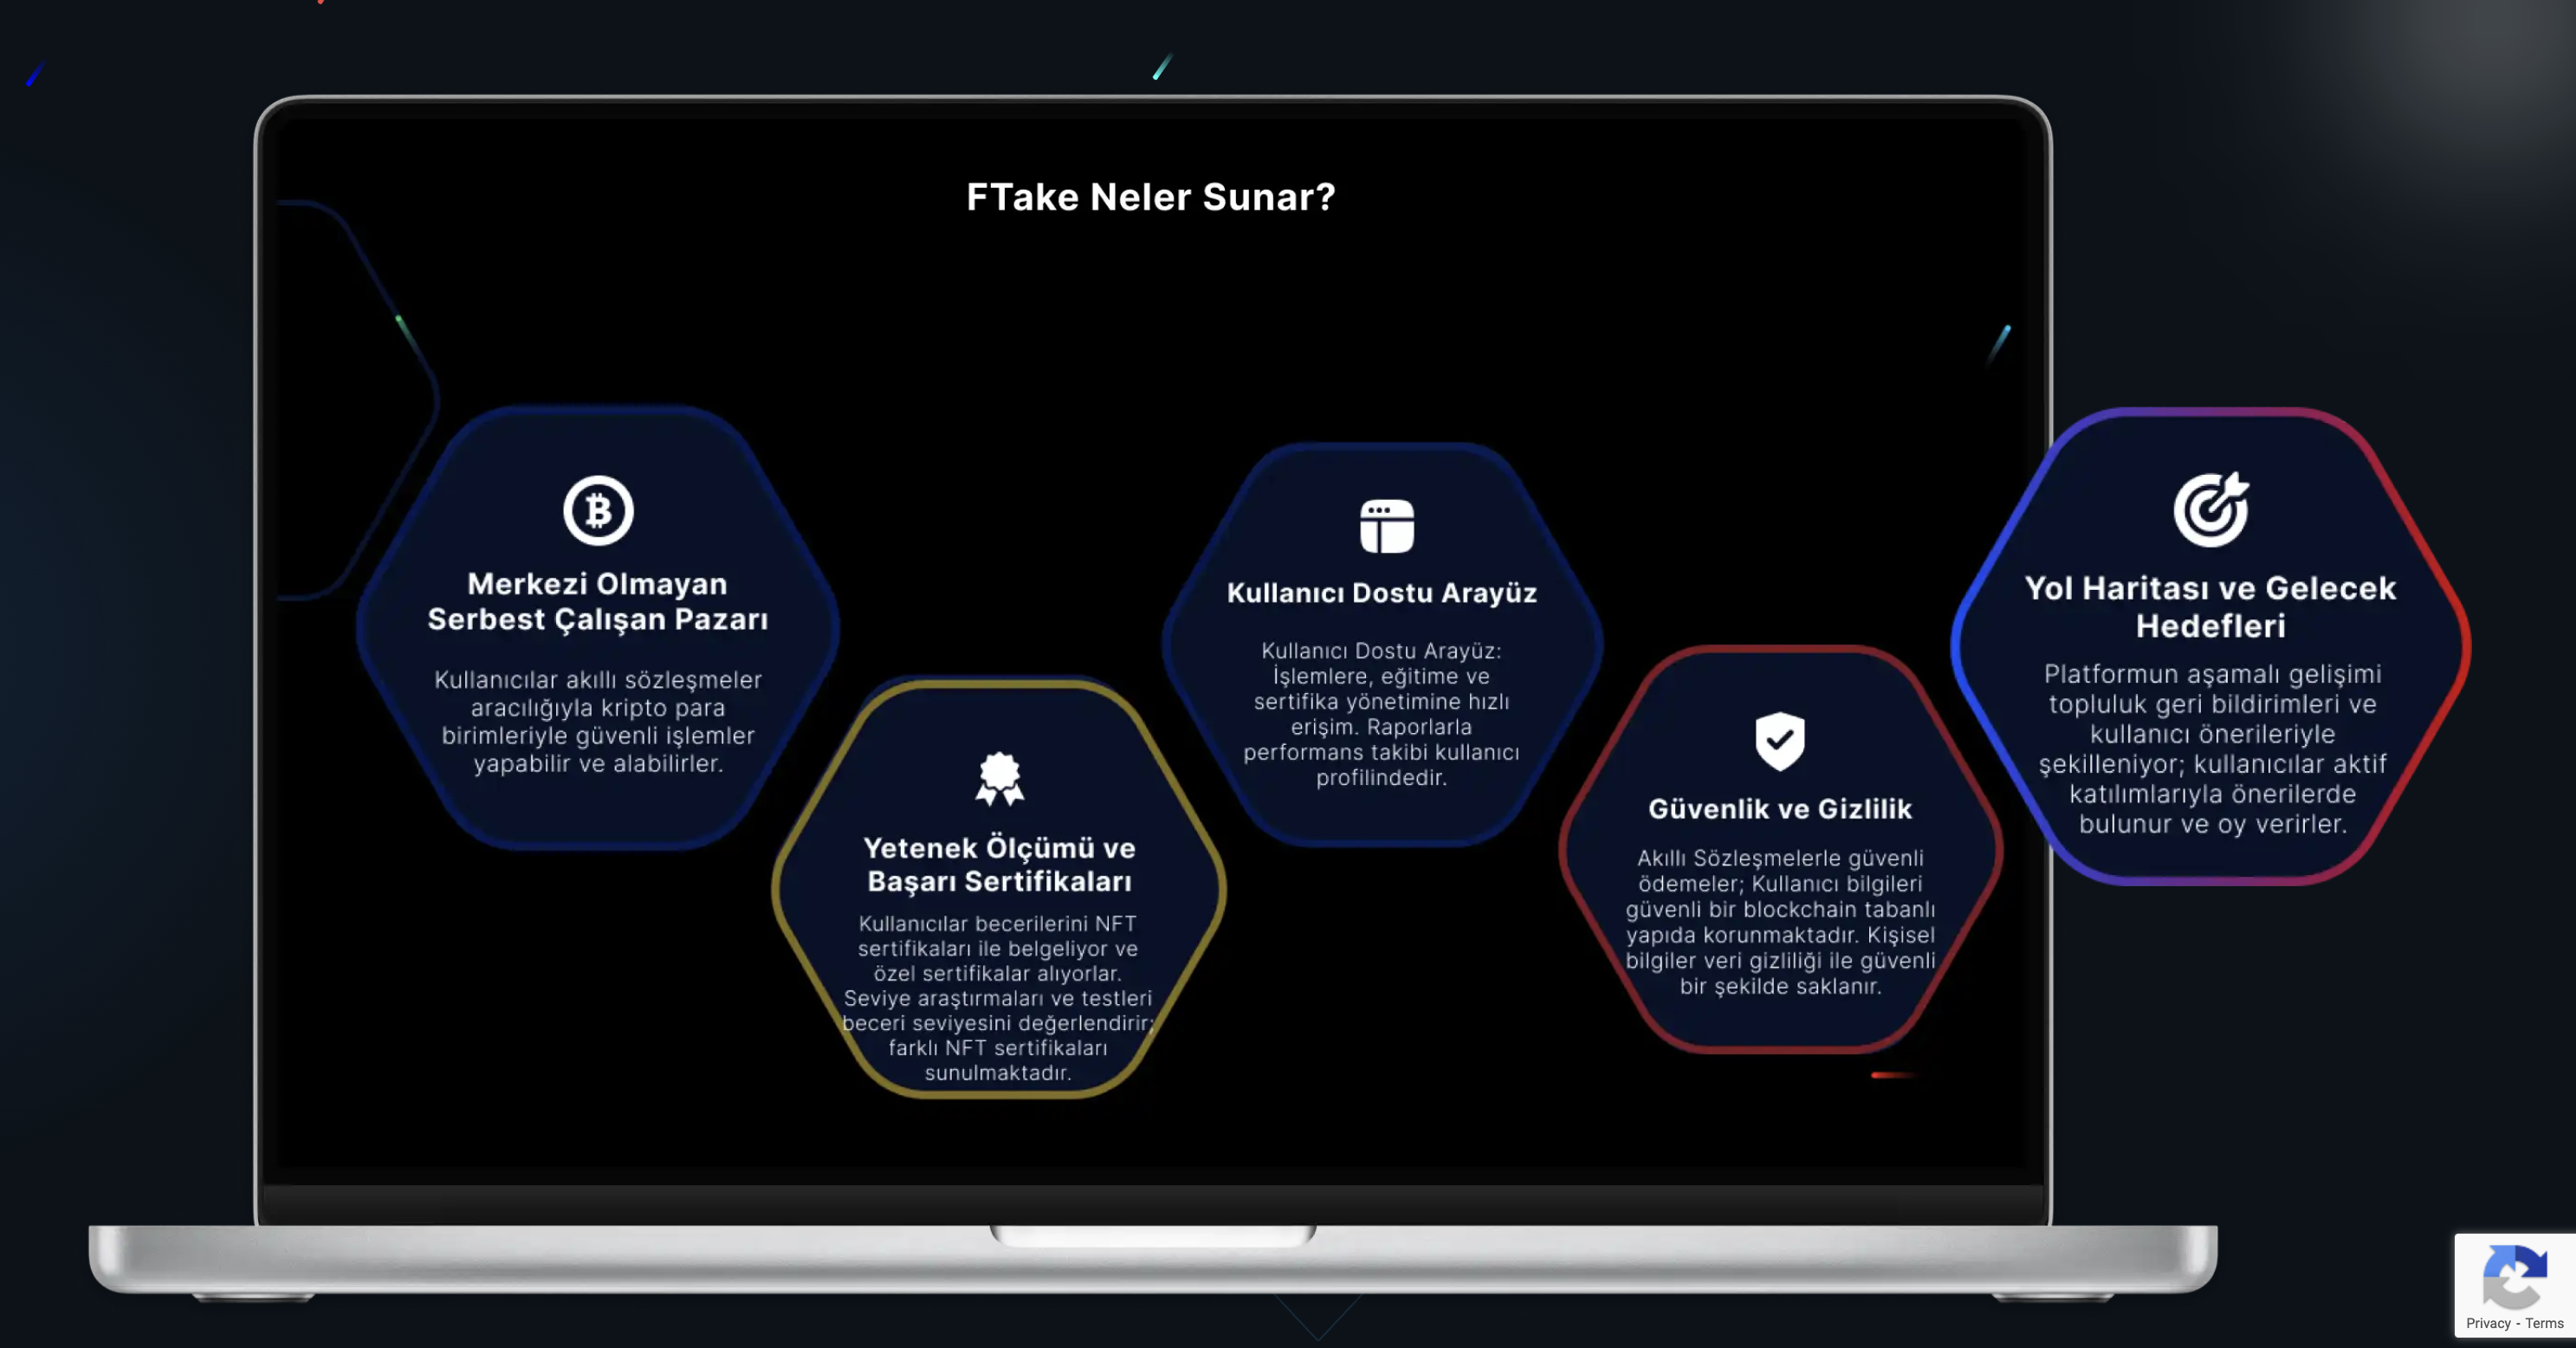 FTake Neler Sunar?
Merkezi Olmayan
Serbest Çalışan Pazarı
Kullanıcılar akıllı sözleşmeler
aracılığıyla kripto para
birimleriyle güvenli işlemler
yapabilir ve alabilirler.
Yetenek Ölçümü ve
Başarı Sertifikaları
Kullanıcılar becerilerini NFT
sertifikaları ile belgeliyor ve
özel sertifikalar alıyorlar.
Seviye araştırmaları ve testleri
beceri seviyesini değerlendirir;
farklı NFT sertifikaları
sunulmaktadır.
Kullanıcı Dostu Arayüz
Kullanıcı Dostu Arayüz:
İşlemlere, eğitime ve
sertifika yönetimine hızlı
erişim. Raporlarla
performans takibi kullanıcı
profilindedir.
Güvenlik ve Gizlilik
Akıllı Sözleşmelerle güvenli
ödemeler; Kullanıcı bilgileri
güvenli bir blockchain tabanlı
yapıda korunmaktadır. Kişisel
bilgiler veri gizliliği ile güvenli
bir şekilde saklanır.
Yol Haritası ve Gelecek
Hedefleri
Platformun aşamalı gelişimi
topluluk geri bildirimleri ve
kullanıcı önerileriyle
şekilleniyor; kullanıcılar aktif
katılımlarıyla önerilerde
bulunur ve oy verirler.
Privacy - Terms